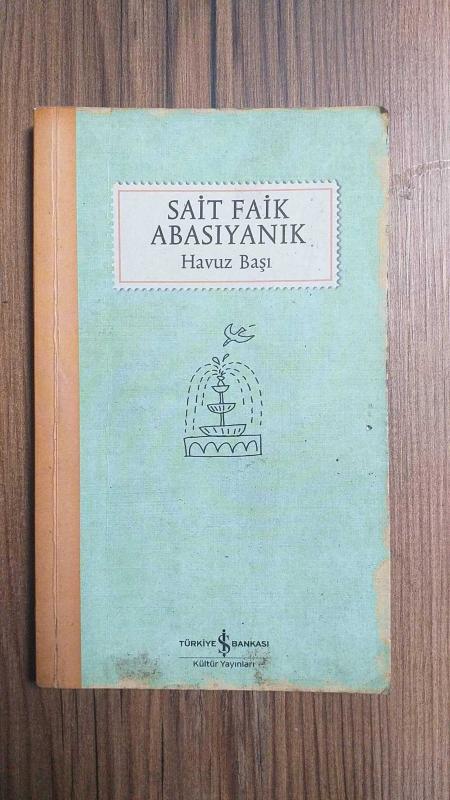 SAİT FAİK
ABASIYANIK
Havuz Başı
TÜRKİYE İŞ BANKASI
Kültür Yayınları